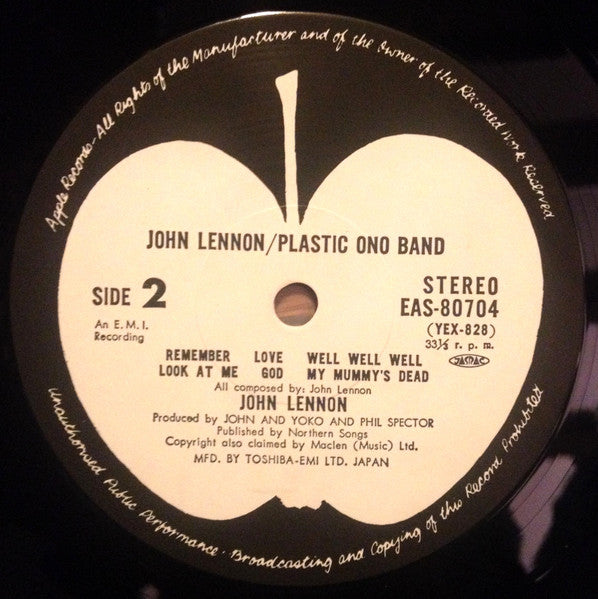 Apple Records-All Rights of the Manufacturer and of the Owner of the Recorded Work Reserved
JOHN LENNON/PLASTIC ONO BAND
SIDE 2
STEREO
EAS-80704
(YEX-828)
33⅓ r. p. m.
An E. M. I.
Recording
JASRAC
REMEMBER LOVE WELL WELL WELL
LOOK AT ME GOD MY MUMMY'S DEAD
All composed by: John Lennon
JOHN LENNON
Produced by JOHN AND YOKO AND PHIL SPECTOR
Published by Northern Songs
Copyright also claimed by Maclen (Music) Ltd.
MFD. BY TOSHIBA-EMI LTD. JAPAN
Unauthorised Public Performance · Broadcasting and Copying of this Record Prohibited